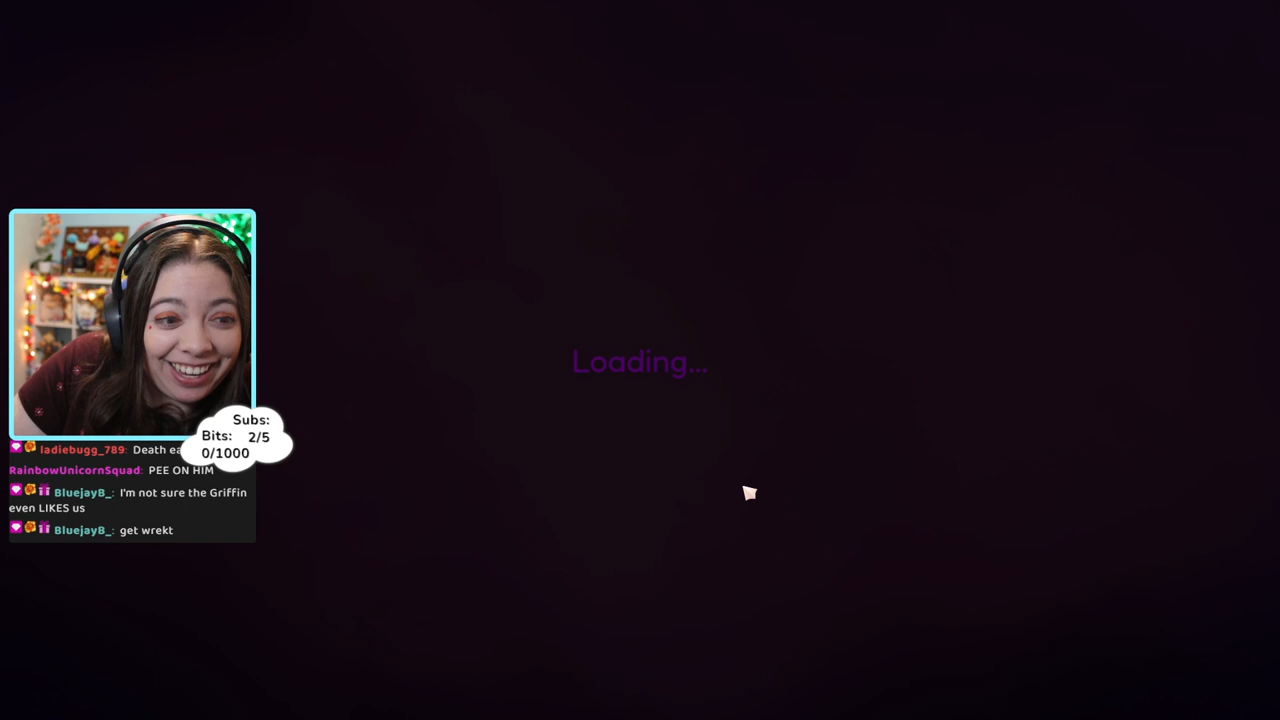 Loading...
Subs:
2/5
Bits:
0/1000
ladiebugg_789: Death
RainbowUnicornSquad: PEE ON HIM
BluejayB_: I'm not sure the Griffin
even LIKES us
BluejayB_: get wrekt